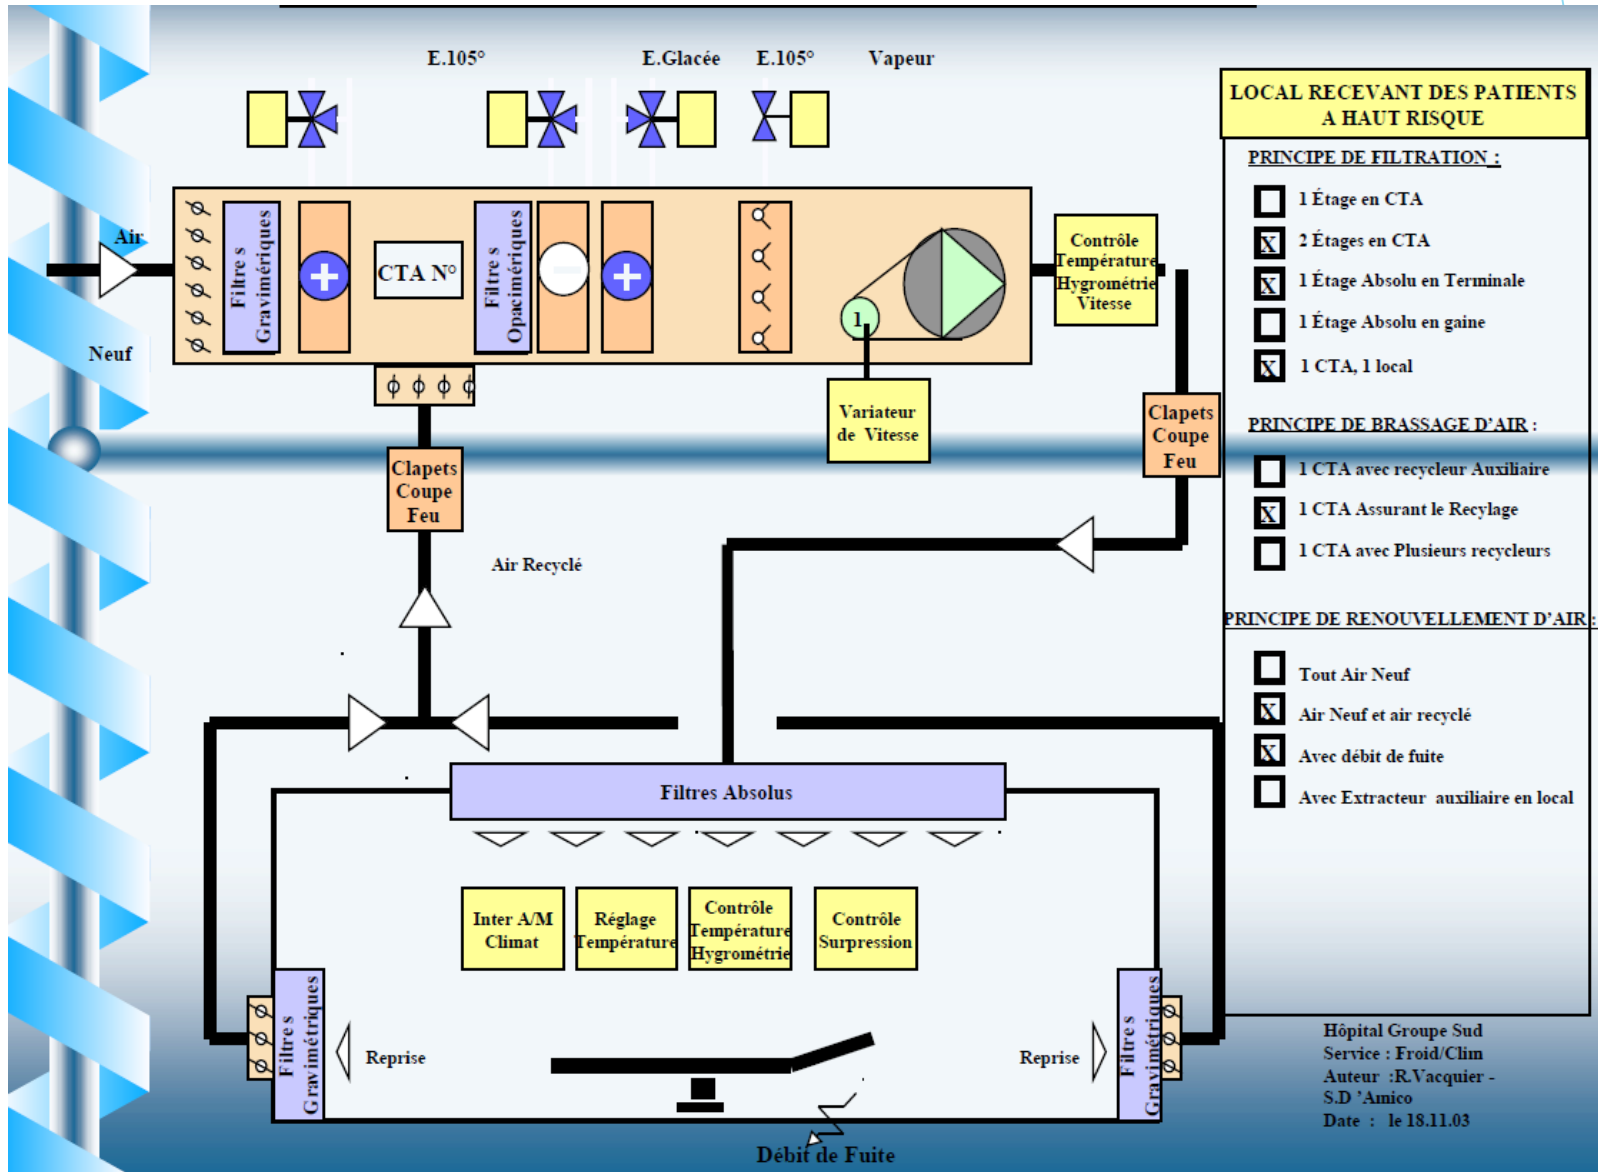 E.105°
E.Glacée
E.105°
Vapeur
Air
Neuf
Filtres
Gravimériques
CTA N°
Filtres
Opacimériques
1
Contrôle
Température
Hygrométrie
Vitesse
Variateur
de Vitesse
Clapets
Coupe
Feu
Clapets
Coupe
Feu
Air Recyclé
Filtres Absolus
Inter A/M
Climat
Réglage
Température
Contrôle
Température
Hygrométrie
Contrôle
Surpression
Filtres
Gravimétriques
Reprise
Reprise
Filtres
Gravimétriques
Débit de Fuite
LOCAL RECEVANT DES PATIENTS
A HAUT RISQUE
PRINCIPE DE FILTRATION :
1 Étage en CTA
X 2 Étages en CTA
X 1 Étage Absolu en Terminale
1 Étage Absolu en gaine
X 1 CTA, 1 local
PRINCIPE DE BRASSAGE D'AIR :
1 CTA avec recycleur Auxiliaire
X 1 CTA Assurant le Recylage
1 CTA avec Plusieurs recycleurs
PRINCIPE DE RENOUVELLEMENT D'AIR :
Tout Air Neuf
X Air Neuf et air recyclé
X Avec débit de fuite
Avec Extracteur auxiliaire en local
Hôpital Groupe Sud
Service : Froid/Clim
Auteur :R.Vacquier -
S.D 'Amico
Date : le 18.11.03